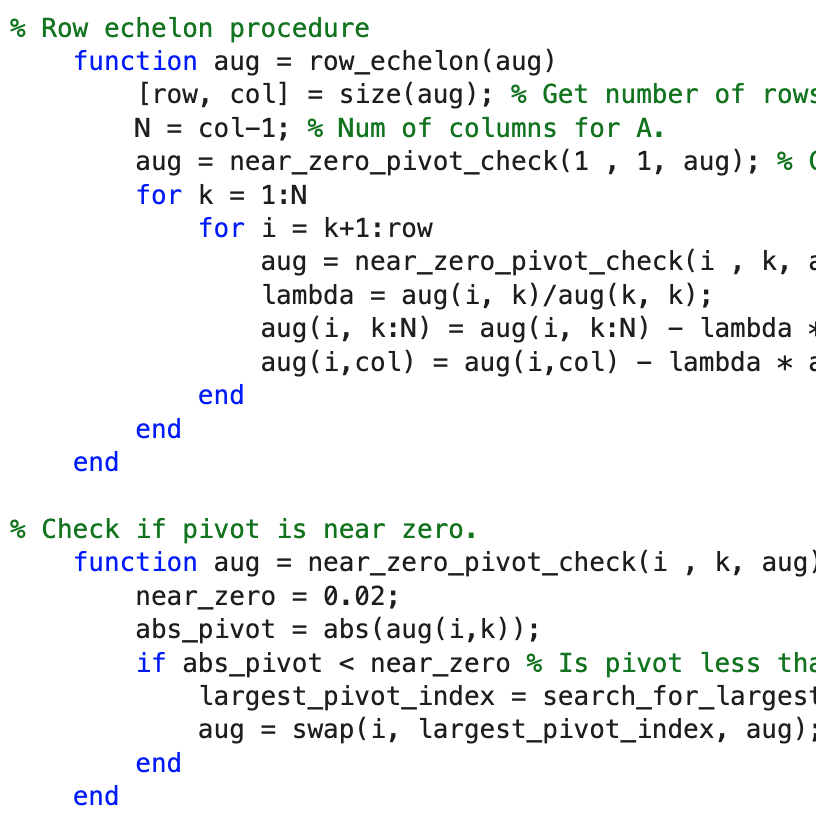 % Row echelon procedure
function aug = row_echelon(aug)
[row, col] = size(aug); % Get number of rows
N = col-1; % Num of columns for A.
aug = near_zero_pivot_check(1 , 1, aug); %
for k = 1:N
for i = k+1:row
aug = near_zero_pivot_check(i , k,
lambda = aug(i, k)/aug(k, k);
aug(i, k:N) = aug(i, k:N) - lambda *
aug(i,col) = aug(i,col) - lambda *
end
end
end
% Check if pivot is near zero.
function aug = near_zero_pivot_check(i , k, aug)
near_zero = 0.02;
abs_pivot = abs(aug(i,k));
if abs_pivot < near_zero % Is pivot less tha
largest_pivot_index = search_for_largest
aug = swap(i, largest_pivot_index, aug);
end
end